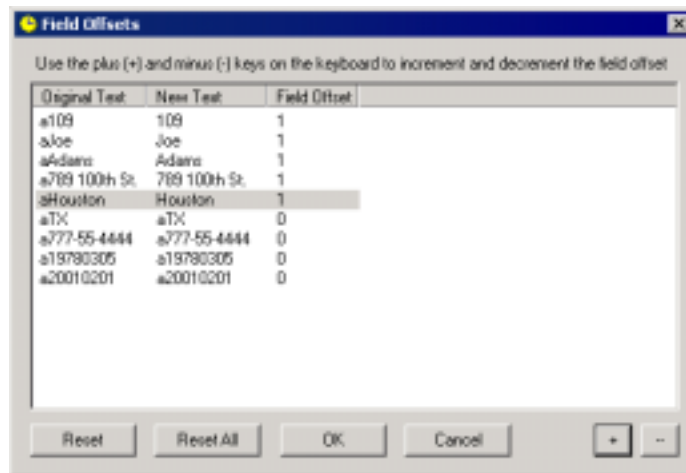 Field Offsets
Use the plus (+) and minus (-) keys on the keyboard to increment and decrement the field offset
Original Text New Text Field Offset
a109 109 1
aJoe Joe 1
aAdams Adams 1
a789 100th St. 789 100th St. 1
aHouston Houston 1
aTX aTX 0
a777-55-4444 a777-55-4444 0
a19780305 a19780305 0
a20010201 a20010201 0
Reset Reset All OK Cancel + --